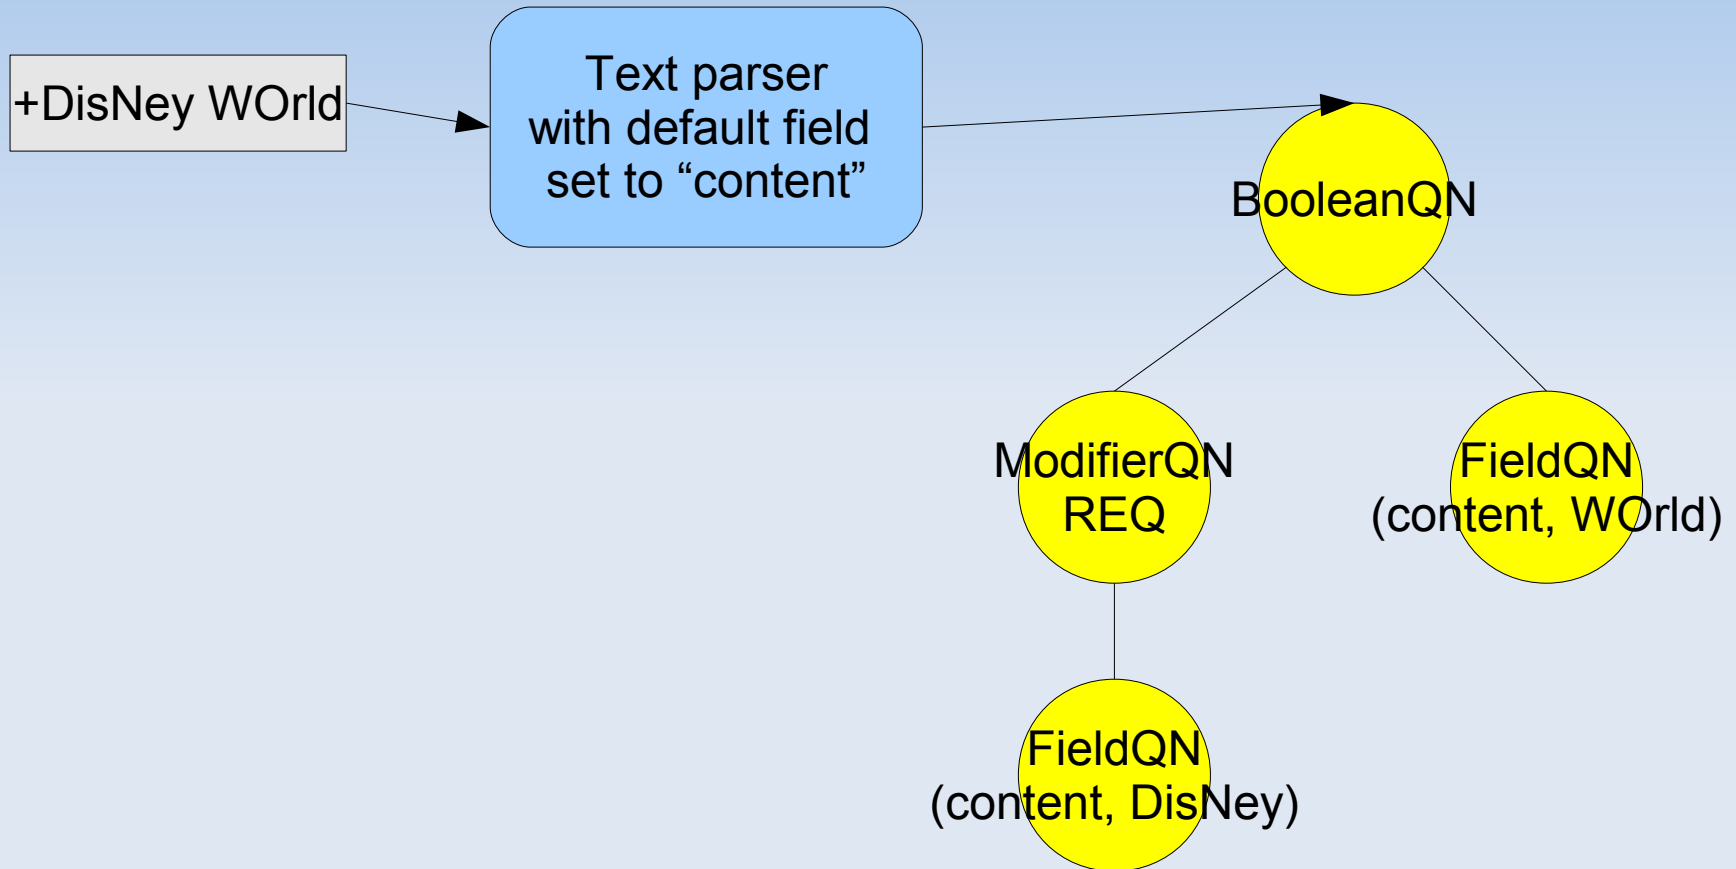 +DisNey WOrld
Text parser
with default field
set to “content”
BooleanQN
ModifierQN
REQ
FieldQN
(content, WOrld)
FieldQN
(content, DisNey)